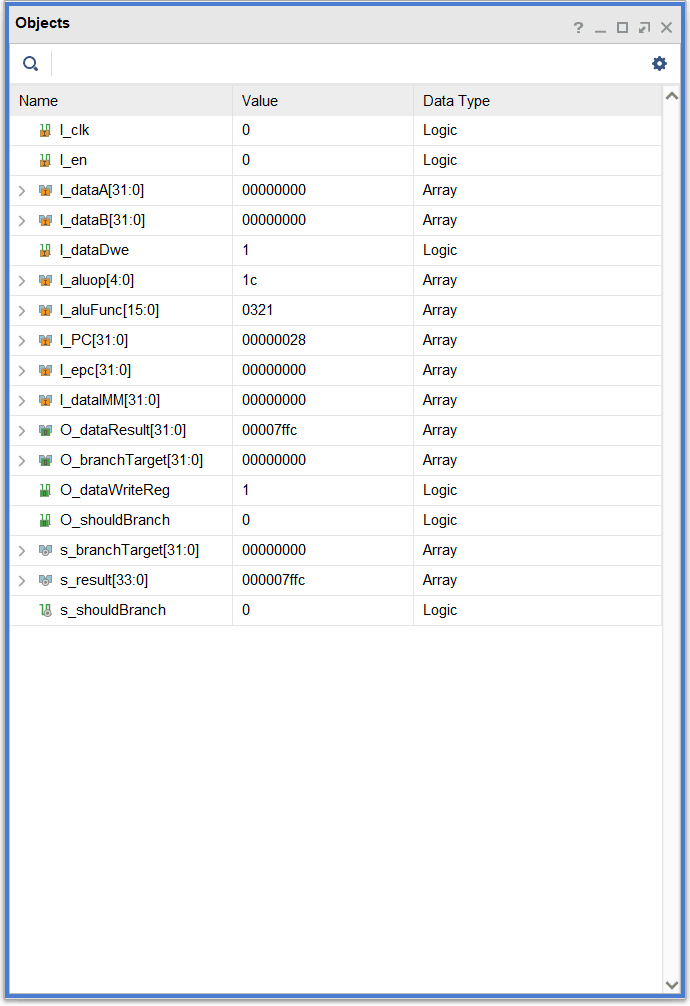 Objects
?
Name Value Data Type
I_clk 0 Logic
I_en 0 Logic
I_dataA[31:0] 00000000 Array
I_dataB[31:0] 00000000 Array
I_dataDwe 1 Logic
I_aluop[4:0] 1c Array
I_aluFunc[15:0] 0321 Array
I_PC[31:0] 00000028 Array
I_epc[31:0] 00000000 Array
I_dataIMM[31:0] 00000000 Array
O_dataResult[31:0] 00007ffc Array
O_branchTarget[31:0] 00000000 Array
O_dataWriteReg 1 Logic
O_shouldBranch 0 Logic
s_branchTarget[31:0] 00000000 Array
s_result[33:0] 000007ffc Array
s_shouldBranch 0 Logic